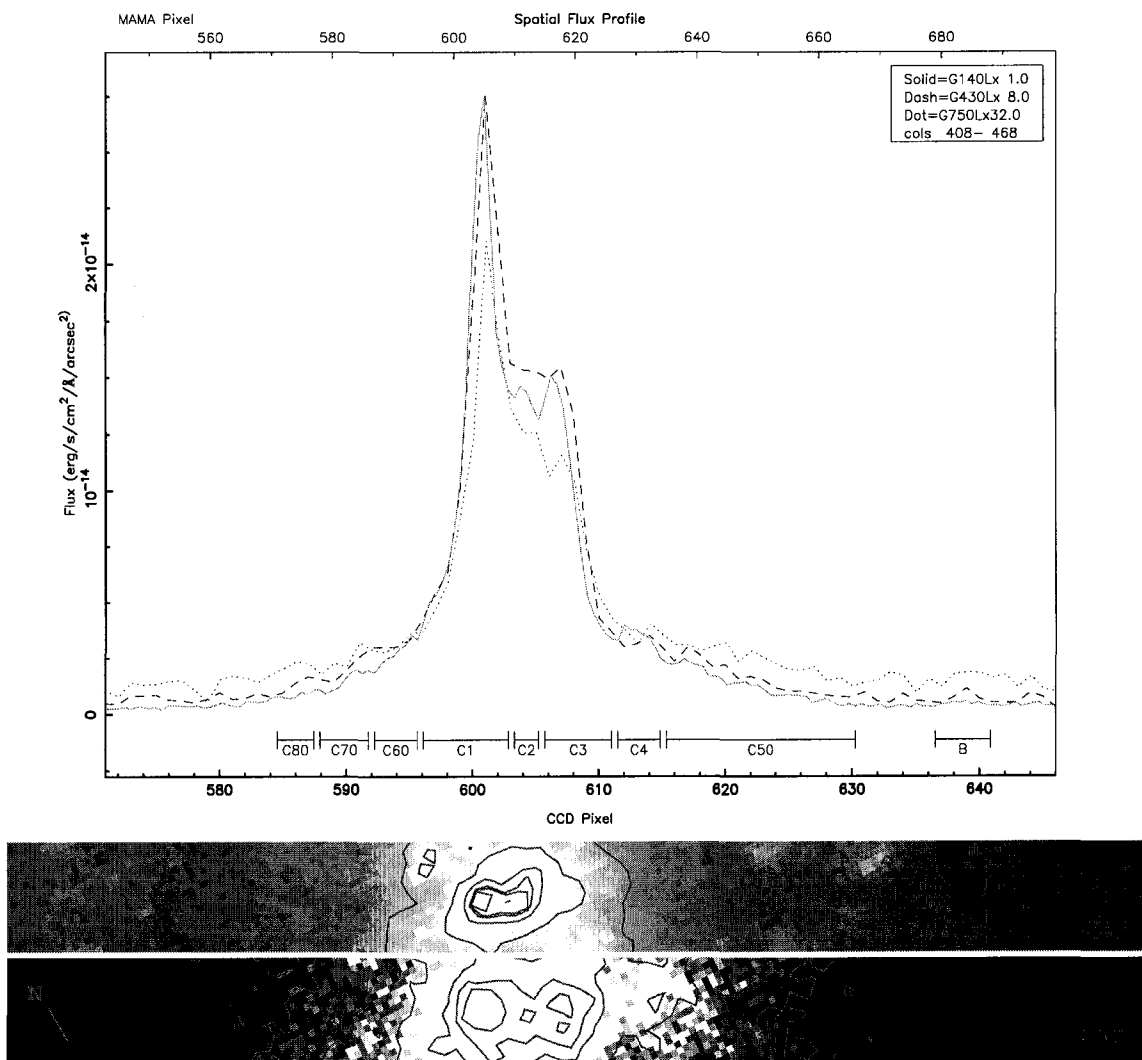 MAMA Pixel
Spatial Flux Profile
560 580 600 620 640 660 680
Solid=G140Lx 1.0
Dash=G430Lx 8.0
Dot=G750Lx32.0
cols 408- 468
Flux (erg/s/cm²/Å/arcsec²)
2x10⁻¹⁴
10⁻¹⁴
0
C80 C70 C60 C1 C2 C3 C4 C50 B
580 590 600 610 620 630 640
CCD Pixel
N